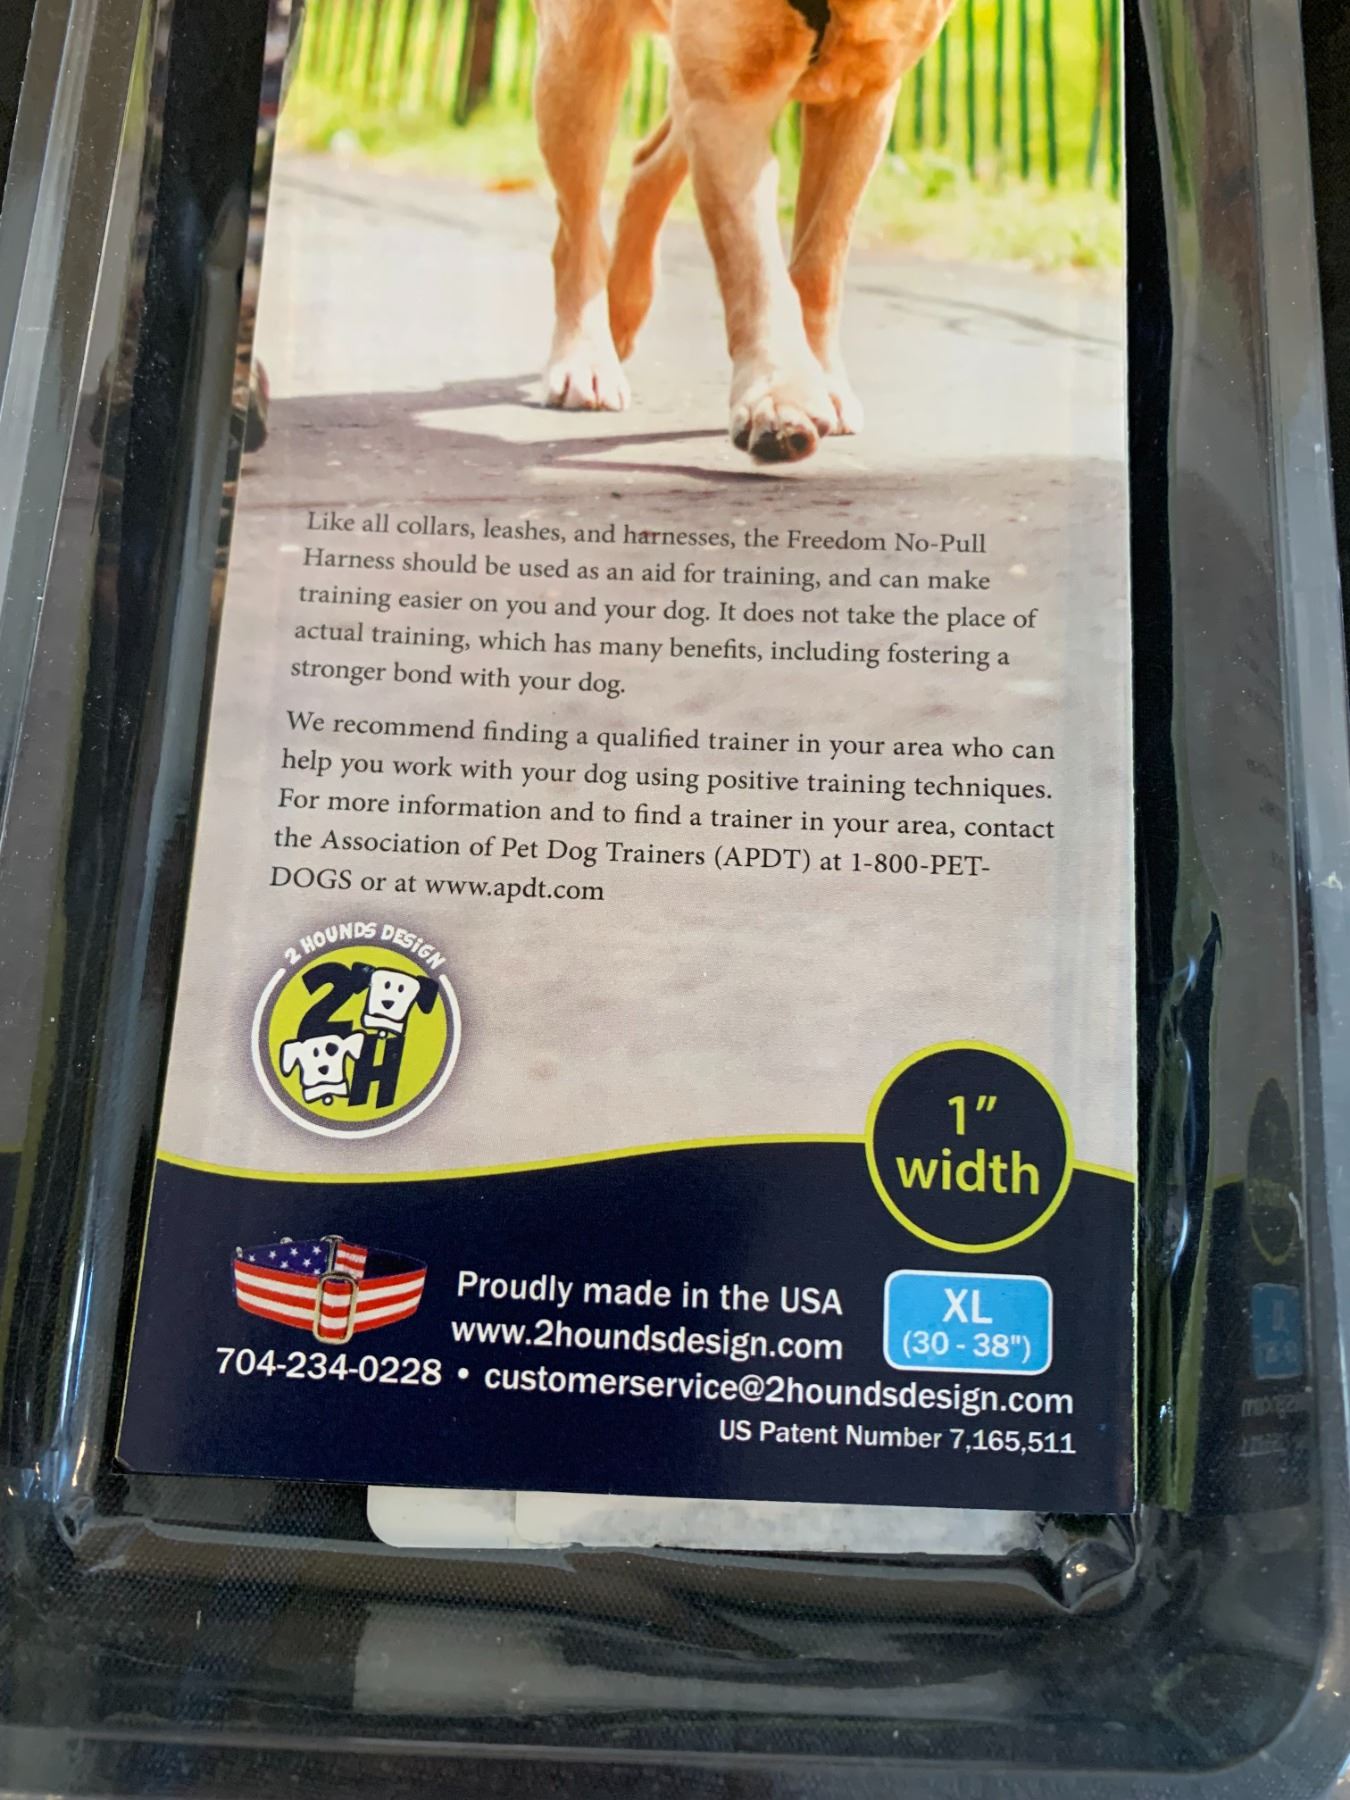 Like all collars, leashes, and harnesses, the Freedom No-Pull
Harness should be used as an aid for training, and can make
training easier on you and your dog. It does not take the place of
actual training, which has many benefits, including fostering a
stronger bond with your dog.
We recommend finding a qualified trainer in your area who can
help you work with your dog using positive training techniques.
For more information and to find a trainer in your area, contact
the Association of Pet Dog Trainers (APDT) at 1-800-PET-
DOGS or at www.apdt.com
2 HOUNDS DESiGN
2
H
1"
width
Proudly made in the USA
www.2houndsdesign.com
XL
(30 - 38")
704-234-0228 • customerservice@2houndsdesign.com
US Patent Number 7,165,511